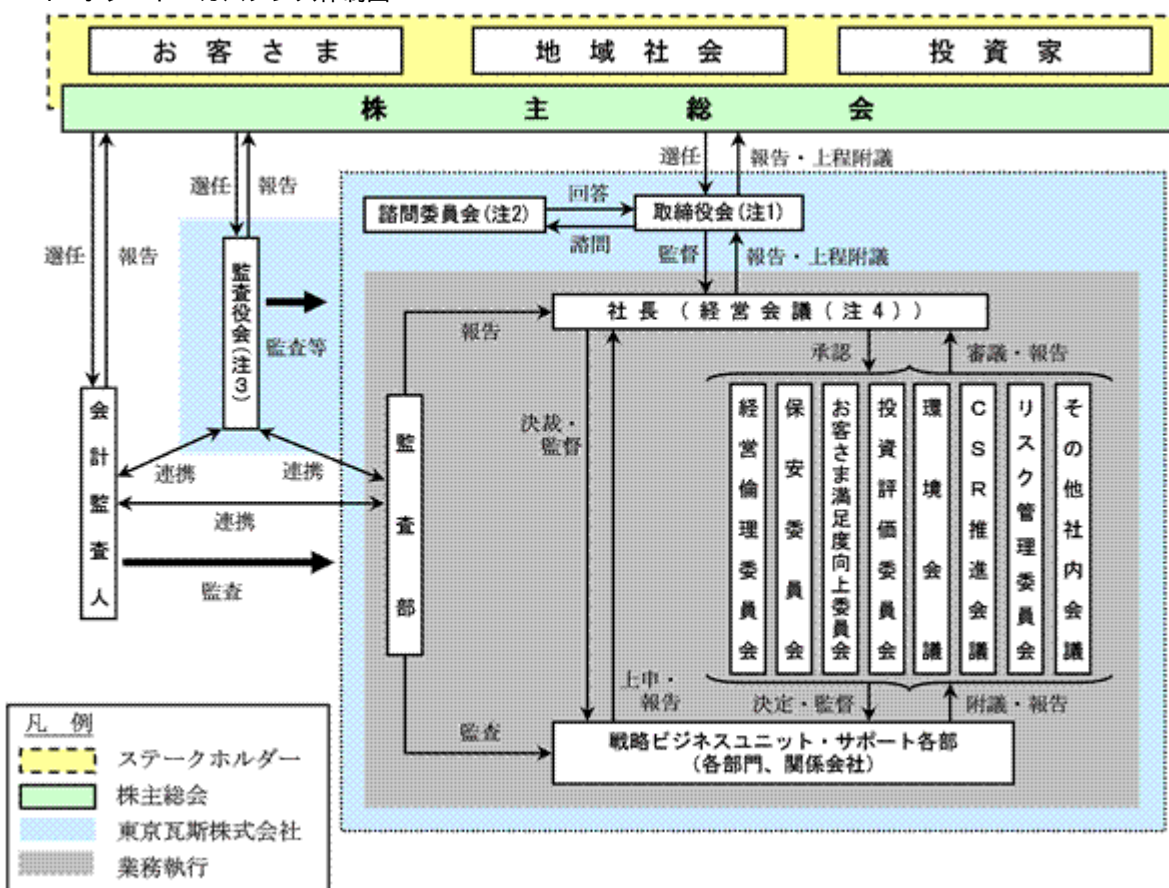 お客さま
地域社会
投資家
株主総会
選任
報告
選任
報告
選任
報告・上程附議
諮問委員会(注2)
回答
諮問
取締役会(注1)
監督
報告・上程附議
監査役会(注3)
監査等
会計監査人
連携
連携
連携
監査
社長(経営会議(注4))
報告
監査部
決裁・
監督
承認
審議・報告
経営倫理委員会
保安委員会
お客さま満足度向上委員会
投資評価委員会
環境会議
CSR推進会議
リスク管理委員会
その他社内会議
上申・
報告
決定・監督
附議・報告
監査
戦略ビジネスユニット・サポート各部
(各部門、関係会社)
凡例
ステークホルダー
株主総会
東京瓦斯株式会社
業務執行